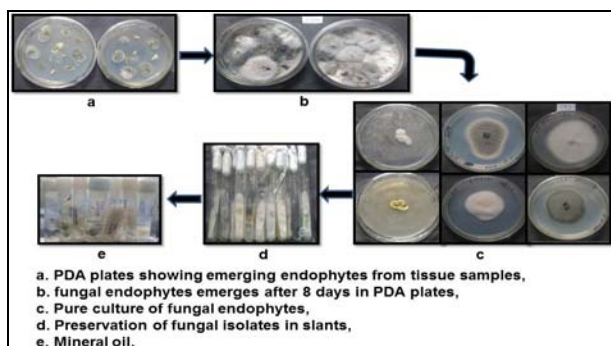 a
b
c
d
e
a. PDA plates showing emerging endophytes from tissue samples,
b. fungal endophytes emerges after 8 days in PDA plates,
c. Pure culture of fungal endophytes,
d. Preservation of fungal isolates in slants,
e. Mineral oil.